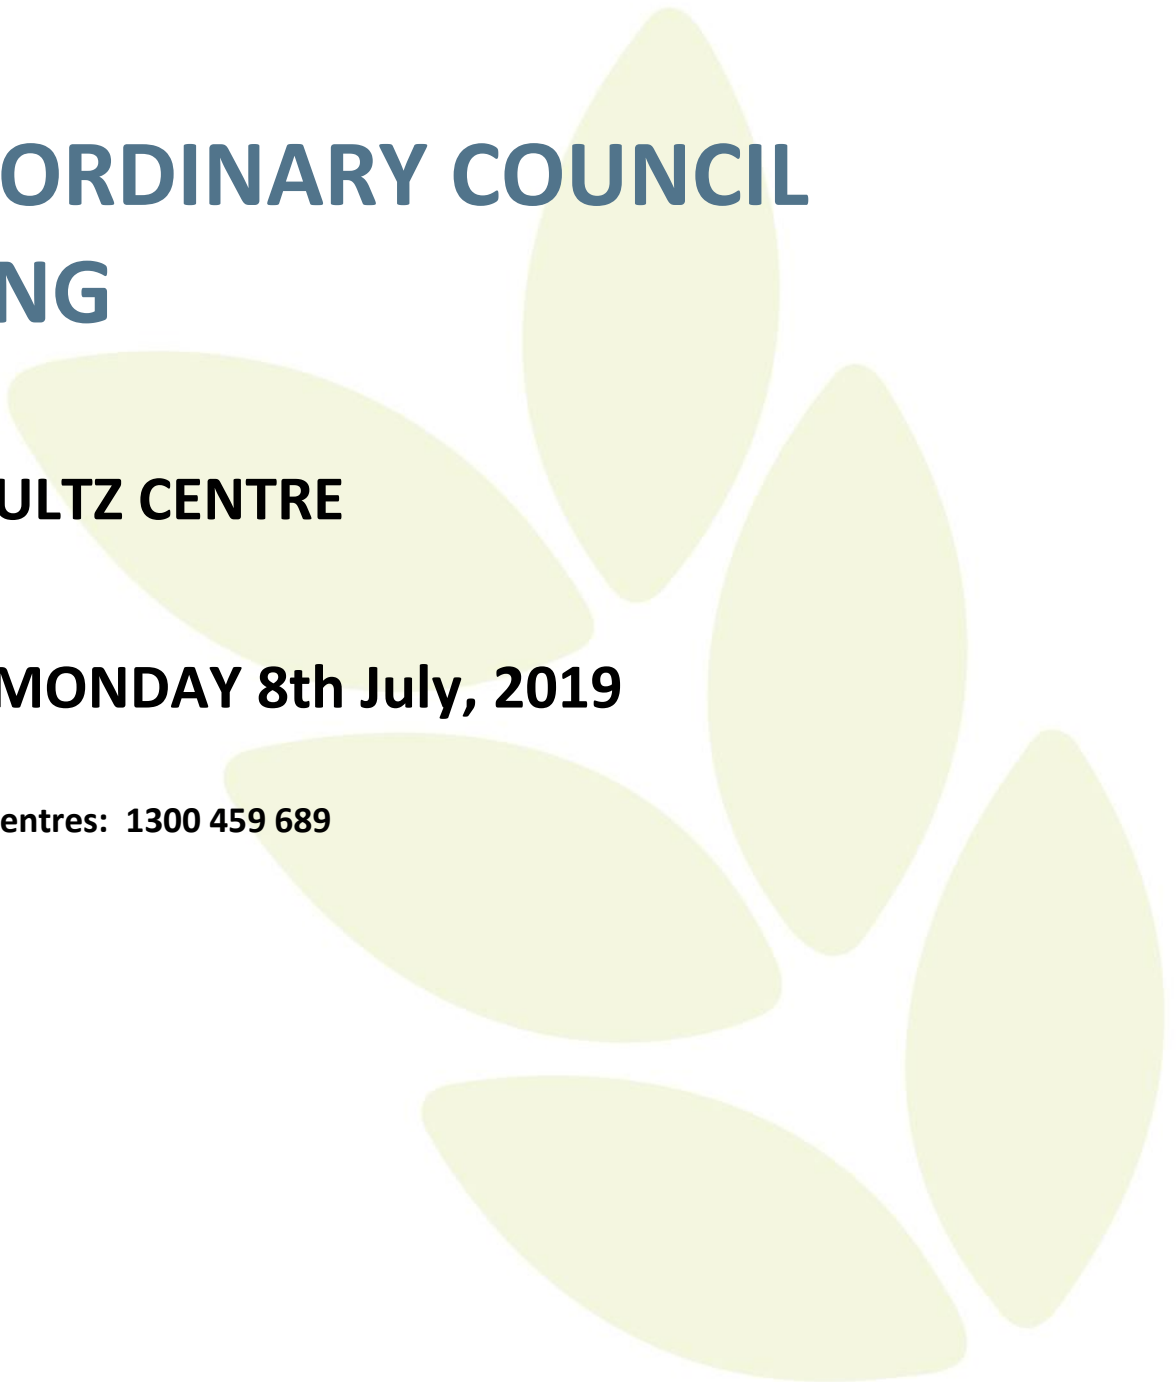 ORDINARY COUNCIL
NG
ULTZ CENTRE
MONDAY 8th July, 2019
entres: 1300 459 689